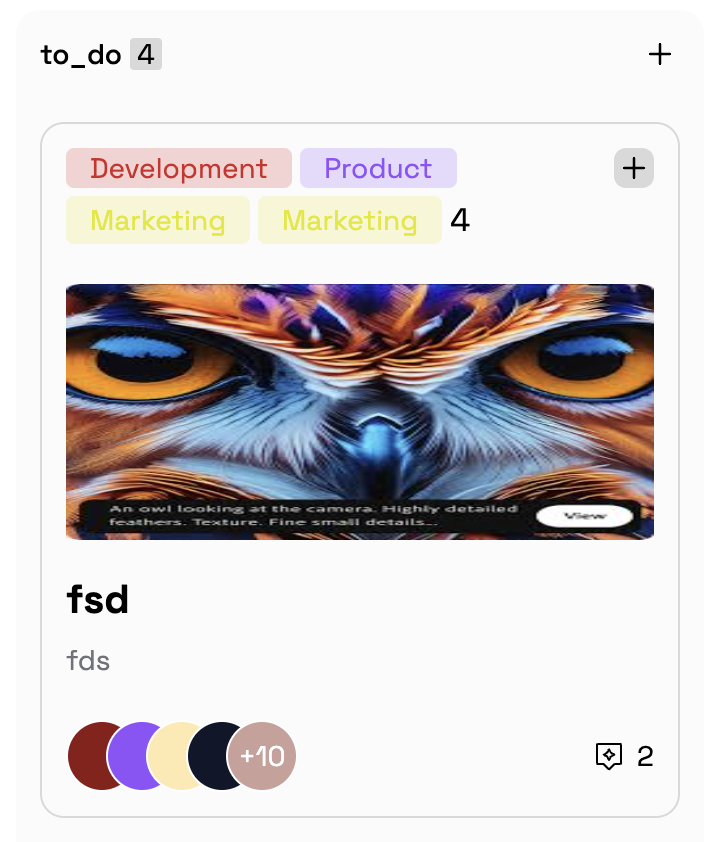 to_do 4 +
Development Product +
Marketing Marketing 4
An owl looking at the camera. Highly detailed
feathers. Texture. Fine small details...
View
fsd
fds
+10
2